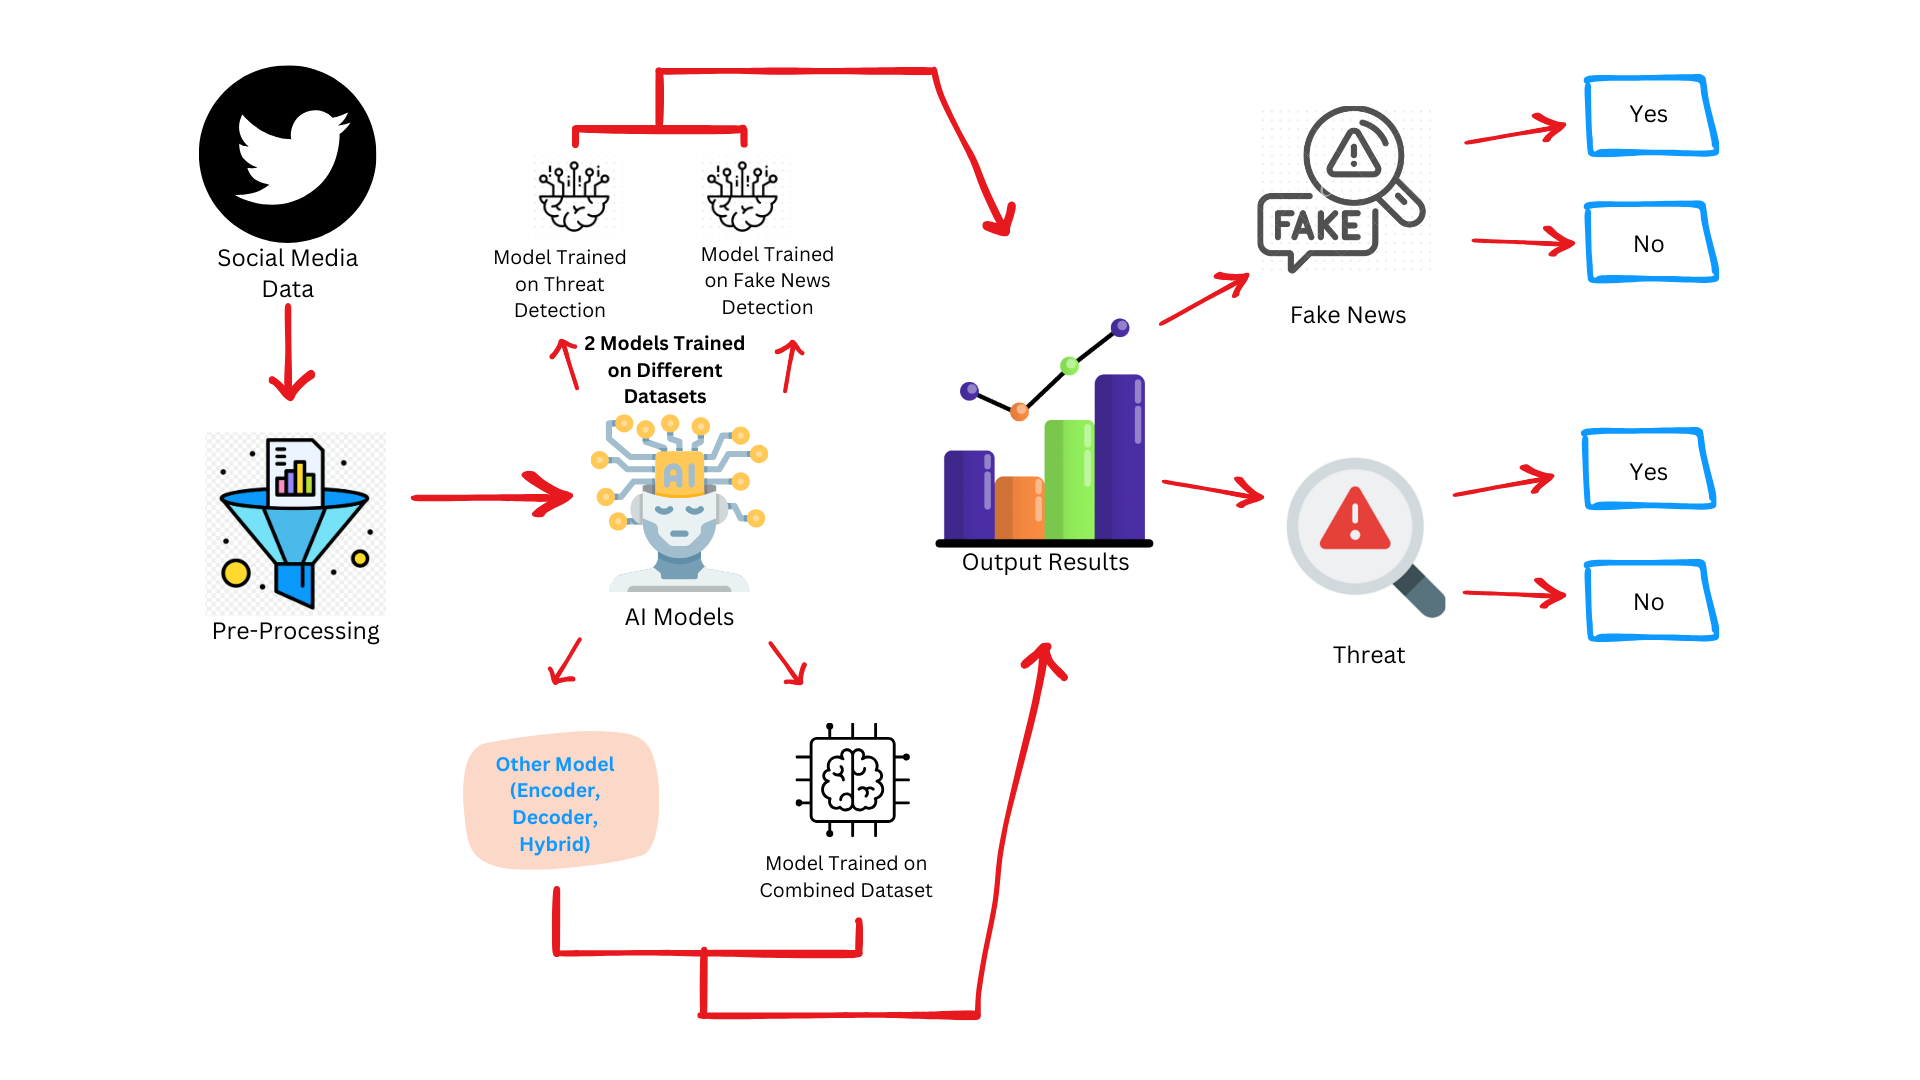 Social Media
Data
Pre-Processing
Model Trained
on Threat
Detection
Model Trained
on Fake News
Detection
2 Models Trained
on Different
Datasets
AI
AI Models
Other Model
(Encoder,
Decoder,
Hybrid)
Model Trained on
Combined Dataset
Output Results
FAKE
Fake News
Yes
No
Threat
Yes
No